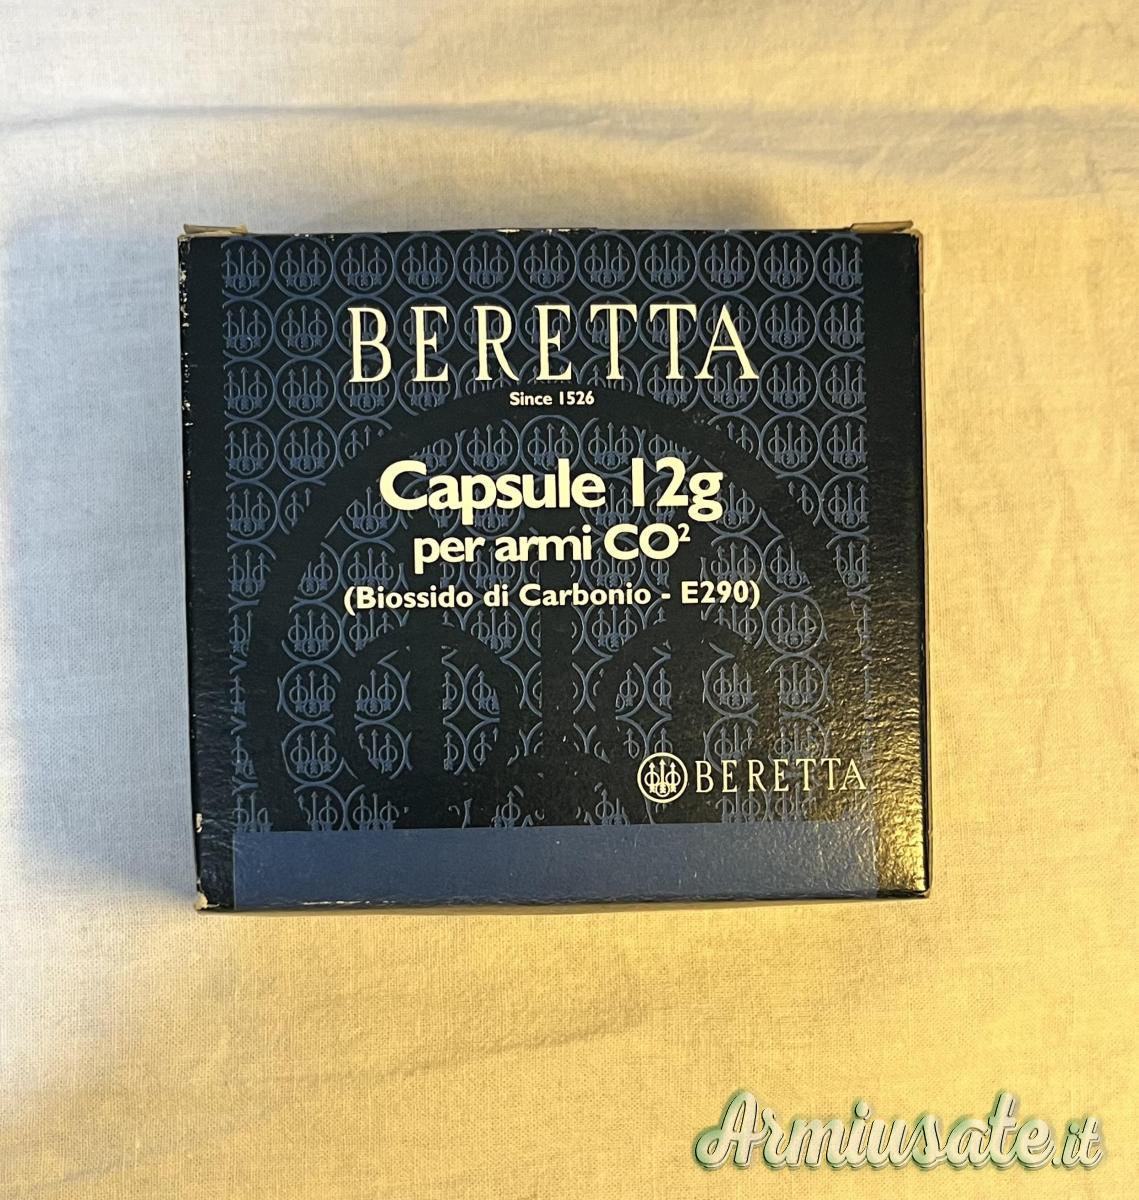 BERETTA
Since 1526
Capsule 12g
per armi CO²
(Biossido di Carbonio - E290)
BERETTA
Armiusate.it